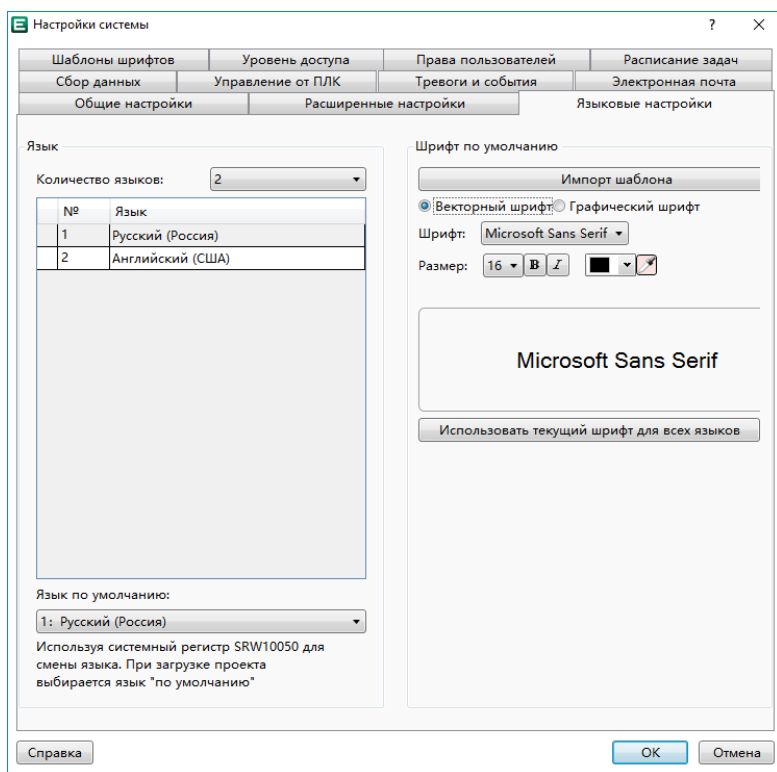 Настройки системы
?
X
Шаблоны шрифтов
Уровень доступа
Права пользователей
Расписание задач
Сбор данных
Управление от ПЛК
Тревоги и события
Электронная почта
Общие настройки
Расширенные настройки
Языковые настройки
Язык
Количество языков:
2
№
Язык
1
Русский (Россия)
2
Английский (США)
Язык по умолчанию:
1: Русский (Россия)
Используя системный регистр SRW10050 для
смены языка. При загрузке проекта
выбирается язык "по умолчанию"
Шрифт по умолчанию
Импорт шаблона
Векторный шрифт
Графический шрифт
Шрифт:
Microsoft Sans Serif
Размер:
16
B
I
Microsoft Sans Serif
Использовать текущий шрифт для всех языков
Справка
OK
Отмена